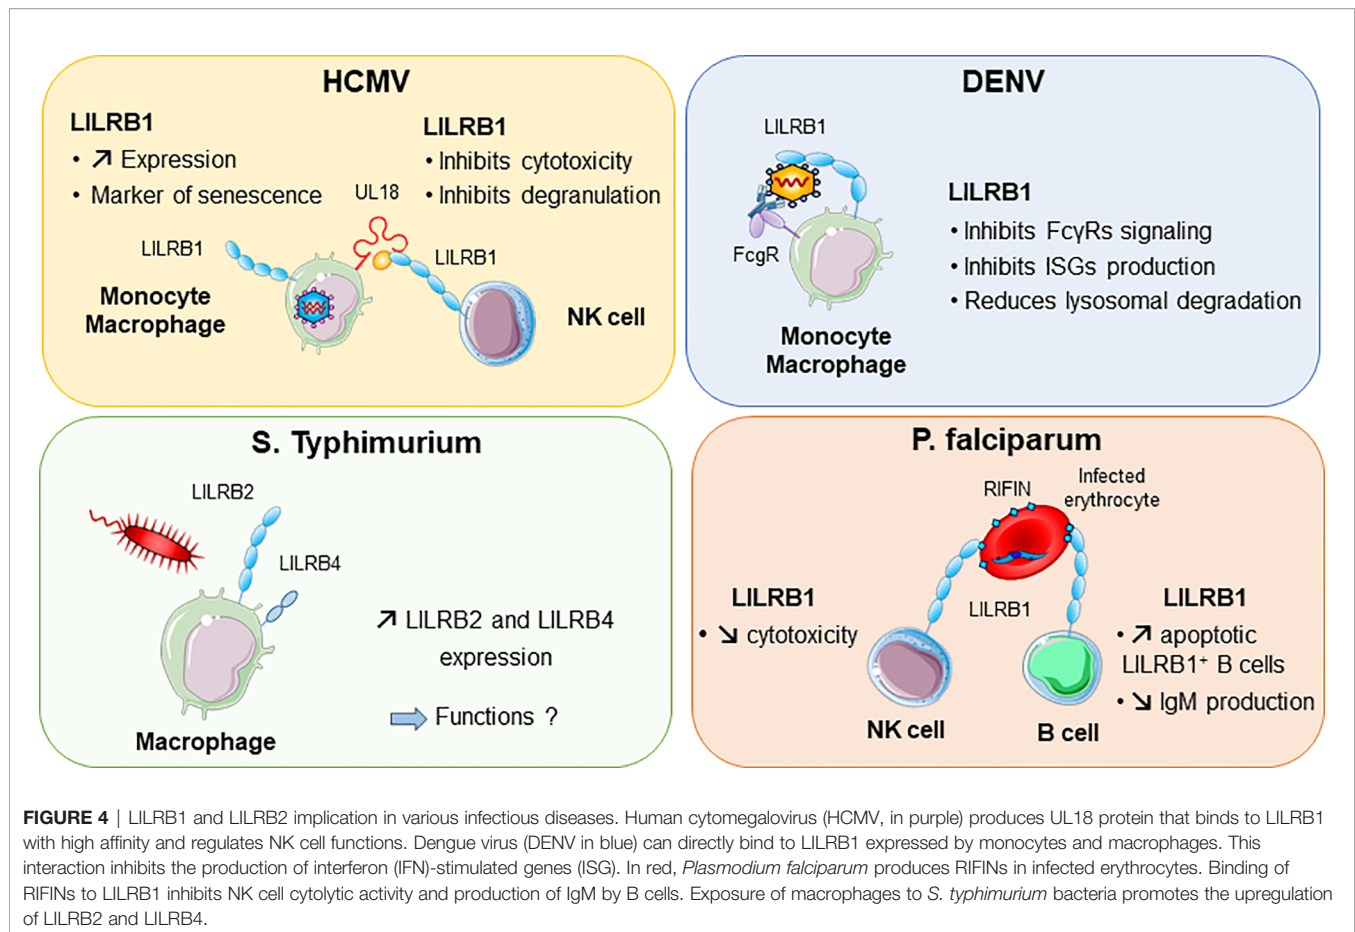 HCMV
LILRB1
• ↗ Expression
• Marker of senescence
LILRB1
• Inhibits cytotoxicity
• Inhibits degranulation
UL18
LILRB1
LILRB1
Monocyte
Macrophage
NK cell
DENV
LILRB1
FcgR
Monocyte
Macrophage
LILRB1
• Inhibits FcγRs signaling
• Inhibits ISGs production
• Reduces lysosomal degradation
S. Typhimurium
LILRB2
LILRB4
Macrophage
↗ LILRB2 and LILRB4
expression
Functions ?
P. falciparum
RIFIN
Infected
erythrocyte
LILRB1
• ↘ cytotoxicity
LILRB1
LILRB1
• ↗ apoptotic
LILRB1⁺ B cells
• ↘ IgM production
NK cell
B cell
FIGURE 4 | LILRB1 and LILRB2 implication in various infectious diseases. Human cytomegalovirus (HCMV, in purple) produces UL18 protein that binds to LILRB1
with high affinity and regulates NK cell functions. Dengue virus (DENV in blue) can directly bind to LILRB1 expressed by monocytes and macrophages. This
interaction inhibits the production of interferon (IFN)-stimulated genes (ISG). In red, Plasmodium falciparum produces RIFINs in infected erythrocytes. Binding of
RIFINs to LILRB1 inhibits NK cell cytolytic activity and production of IgM by B cells. Exposure of macrophages to S. typhimurium bacteria promotes the upregulation
of LILRB2 and LILRB4.